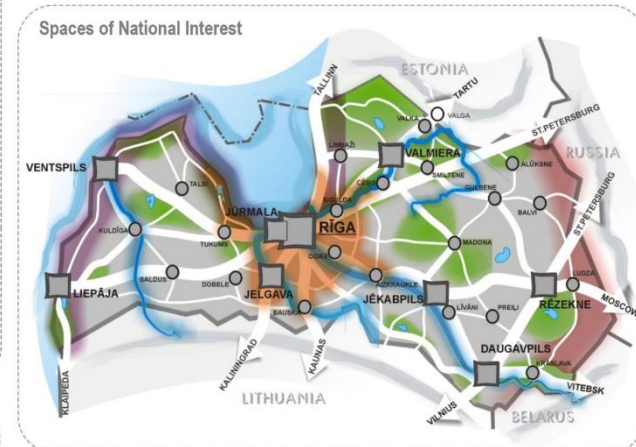 Spaces of National Interest
ESTONIA
TALLINN
TARTU
VALKA
VALGA
ST.PETERSBURG
RUSSIA
VENTSPILS
LIMBAŽI
VALMIERA
ALŪKSNE
SMILTENE
CĒSIS
TALSI
GULBENE
ST.PETERSBURG
SIGULDA
BALVI
JŪRMALA
RĪGA
KULDĪGA
TUKUMS
MADONA
OGRE
LIEPĀJA
SALDUS
DOBELE
JELGAVA
AIZKRAUKLE
JĒKABPILS
LUDZA
RĒZEKNE
MOSCOW
BAUSKA
LĪVĀNI
PREIĻI
DAUGAVPILS
KRĀSLAVA
KLAIPEDA
KALININGRAD
KAUNAS
LITHUANIA
VILNIUS
VITEBSK
BELARUS